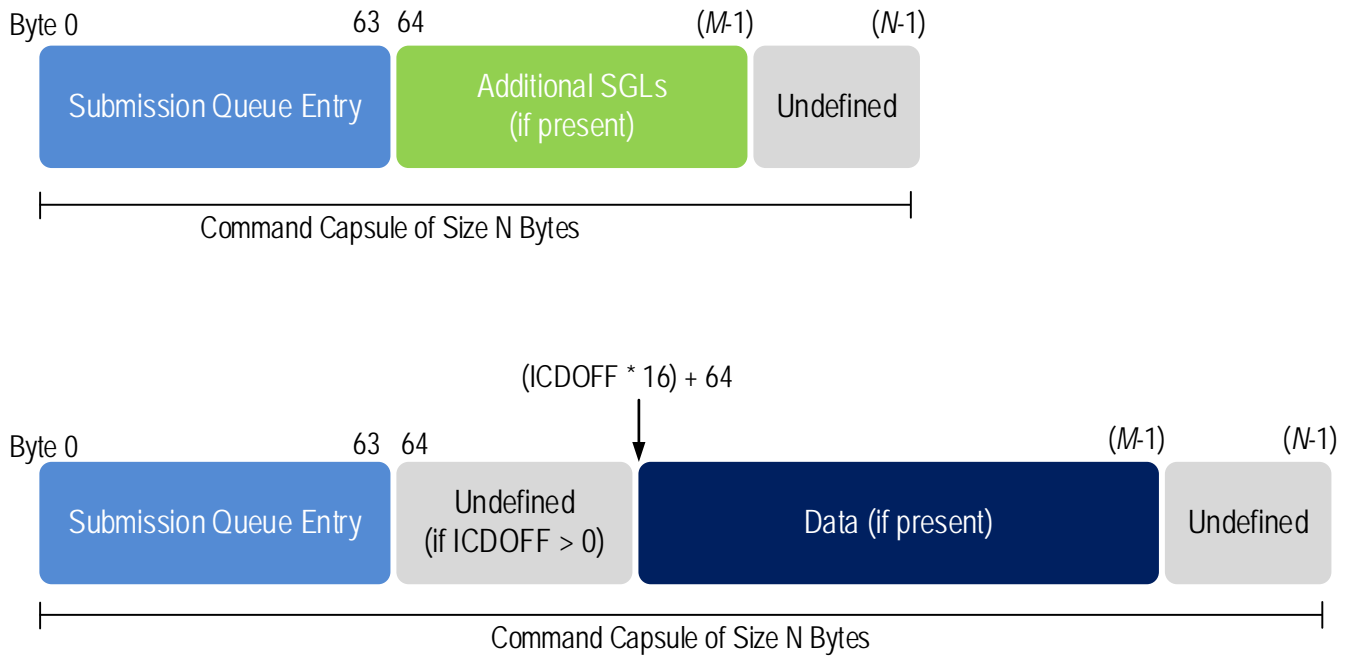 Byte 0 63 64 (M-1) (N-1)
Submission Queue Entry
Additional SGLs
(if present)
Undefined
Command Capsule of Size N Bytes
(ICDOFF * 16) + 64
Byte 0 63 64 (M-1) (N-1)
Submission Queue Entry
Undefined
(if ICDOFF > 0)
Data (if present)
Undefined
Command Capsule of Size N Bytes